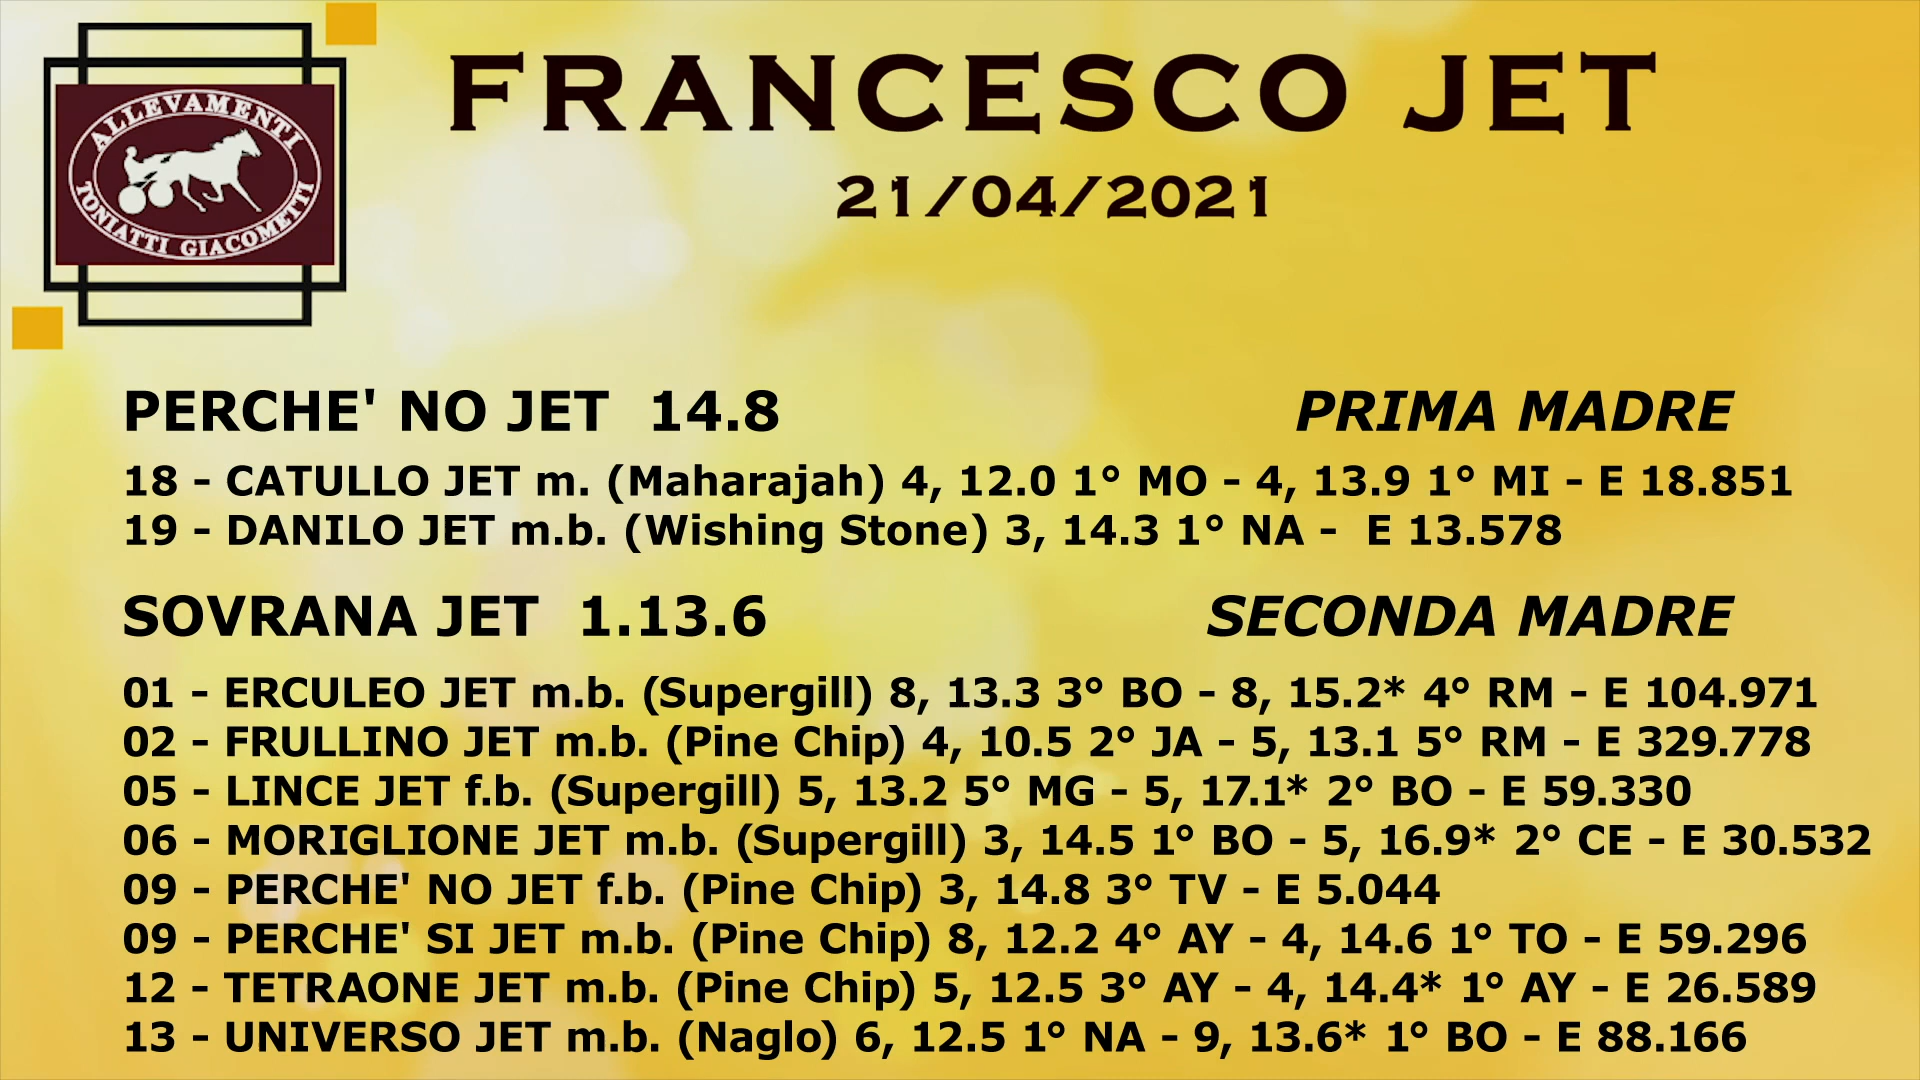 ALLEVAMENTI
TONIATTI GIACOMETTI
FRANCESCO JET
21/04/2021
PERCHE' NO JET 14.8 PRIMA MADRE
18 - CATULLO JET m. (Maharajah) 4, 12.0 1° MO - 4, 13.9 1° MI - E 18.851
19 - DANILO JET m.b. (Wishing Stone) 3, 14.3 1° NA - E 13.578
SOVRANA JET 1.13.6 SECONDA MADRE
01 - ERCULEO JET m.b. (Supergill) 8, 13.3 3° BO - 8, 15.2* 4° RM - E 104.971
02 - FRULLINO JET m.b. (Pine Chip) 4, 10.5 2° JA - 5, 13.1 5° RM - E 329.778
05 - LINCE JET f.b. (Supergill) 5, 13.2 5° MG - 5, 17.1* 2° BO - E 59.330
06 - MORIGLIONE JET m.b. (Supergill) 3, 14.5 1° BO - 5, 16.9* 2° CE - E 30.532
09 - PERCHE' NO JET f.b. (Pine Chip) 3, 14.8 3° TV - E 5.044
09 - PERCHE' SI JET m.b. (Pine Chip) 8, 12.2 4° AY - 4, 14.6 1° TO - E 59.296
12 - TETRAONE JET m.b. (Pine Chip) 5, 12.5 3° AY - 4, 14.4* 1° AY - E 26.589
13 - UNIVERSO JET m.b. (Naglo) 6, 12.5 1° NA - 9, 13.6* 1° BO - E 88.166